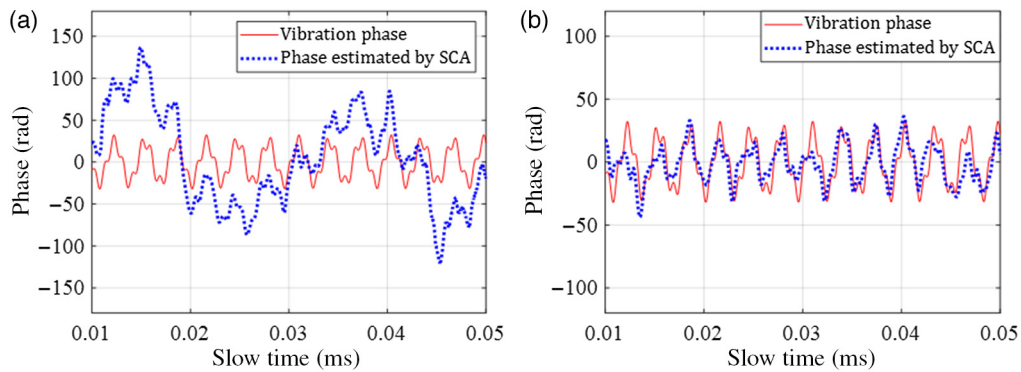 (a)
Vibration phase
Phase estimated by SCA
150
100
50
0
−50
−100
−150
Phase (rad)
0.01 0.02 0.03 0.04 0.05
Slow time (ms)
(b)
Vibration phase
Phase estimated by SCA
100
50
0
−50
−100
Phase (rad)
0.01 0.02 0.03 0.04 0.05
Slow time (ms)